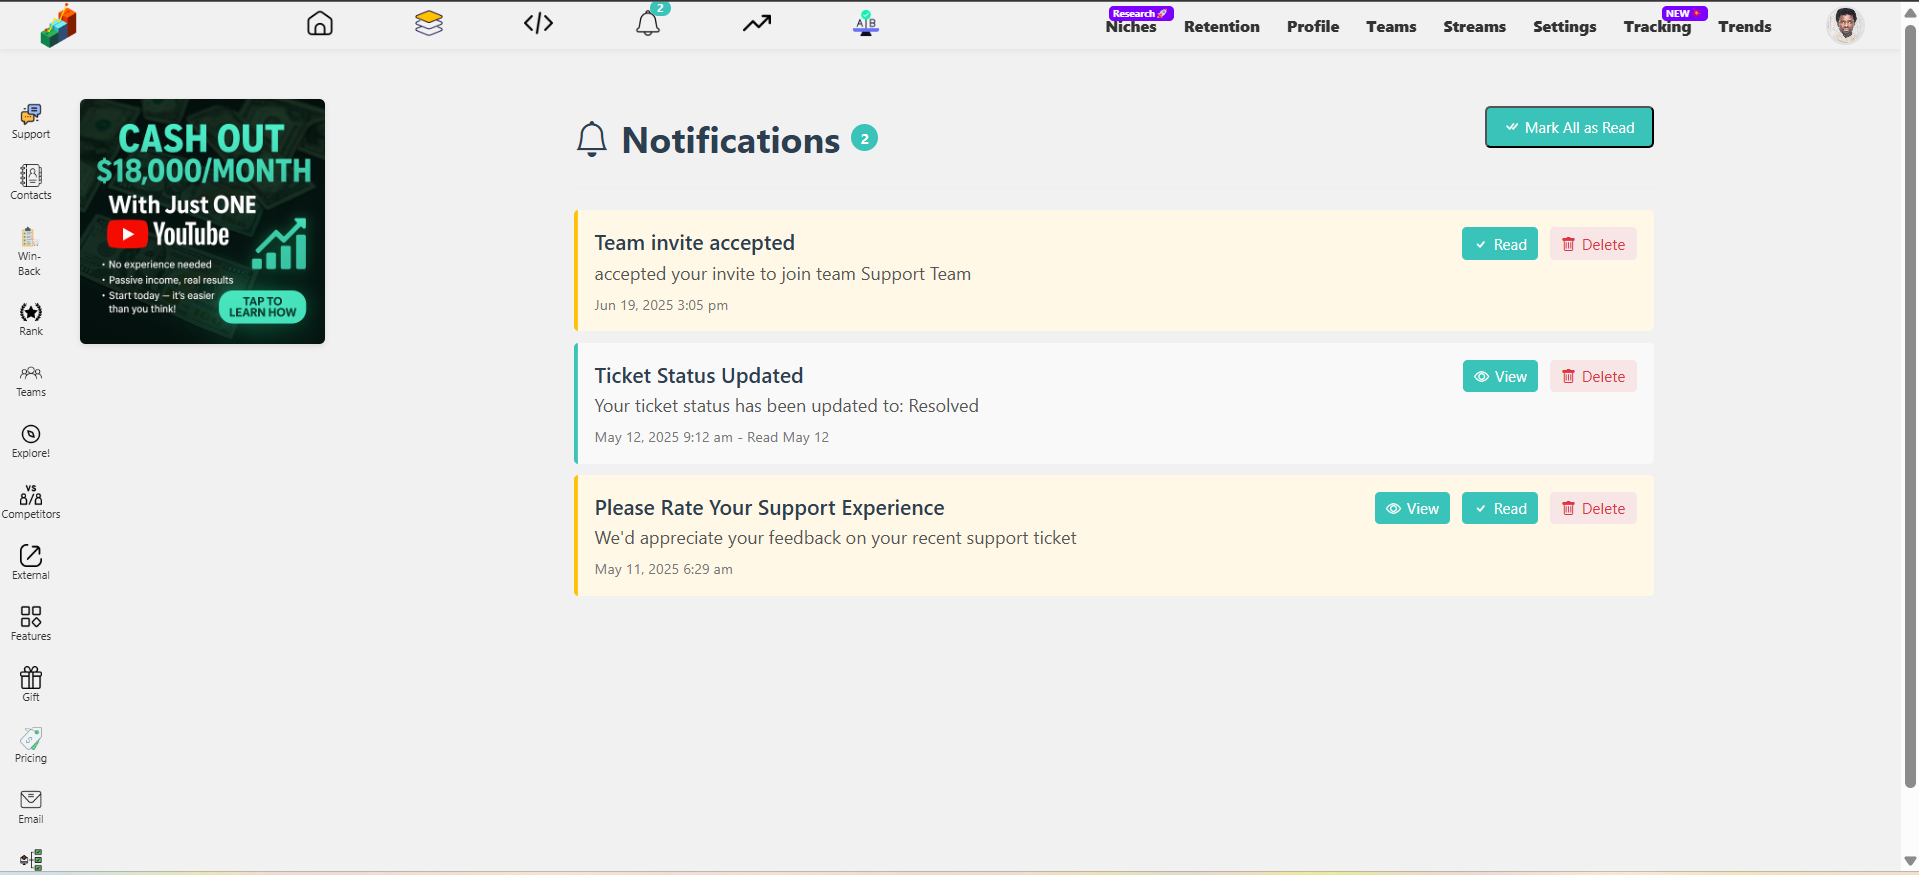 2
Research 🚀
Niches
Retention
Profile
Teams
Streams
Settings
NEW
Tracking
Trends
A B
Support
Contacts
Win-
Back
Rank
Teams
Explore!
VS
Competitors
External
Features
Gift
Pricing
Email
CASH OUT
$18,000/MONTH
With Just ONE
YouTube
• No experience needed
• Passive income, real results
• Start today — it's easier
than you think!
TAP TO
LEARN HOW
Notifications 2
Mark All as Read
Team invite accepted
accepted your invite to join team Support Team
Jun 19, 2025 3:05 pm
Read
Delete
Ticket Status Updated
Your ticket status has been updated to: Resolved
May 12, 2025 9:12 am - Read May 12
View
Delete
Please Rate Your Support Experience
We'd appreciate your feedback on your recent support ticket
May 11, 2025 6:29 am
View
Read
Delete